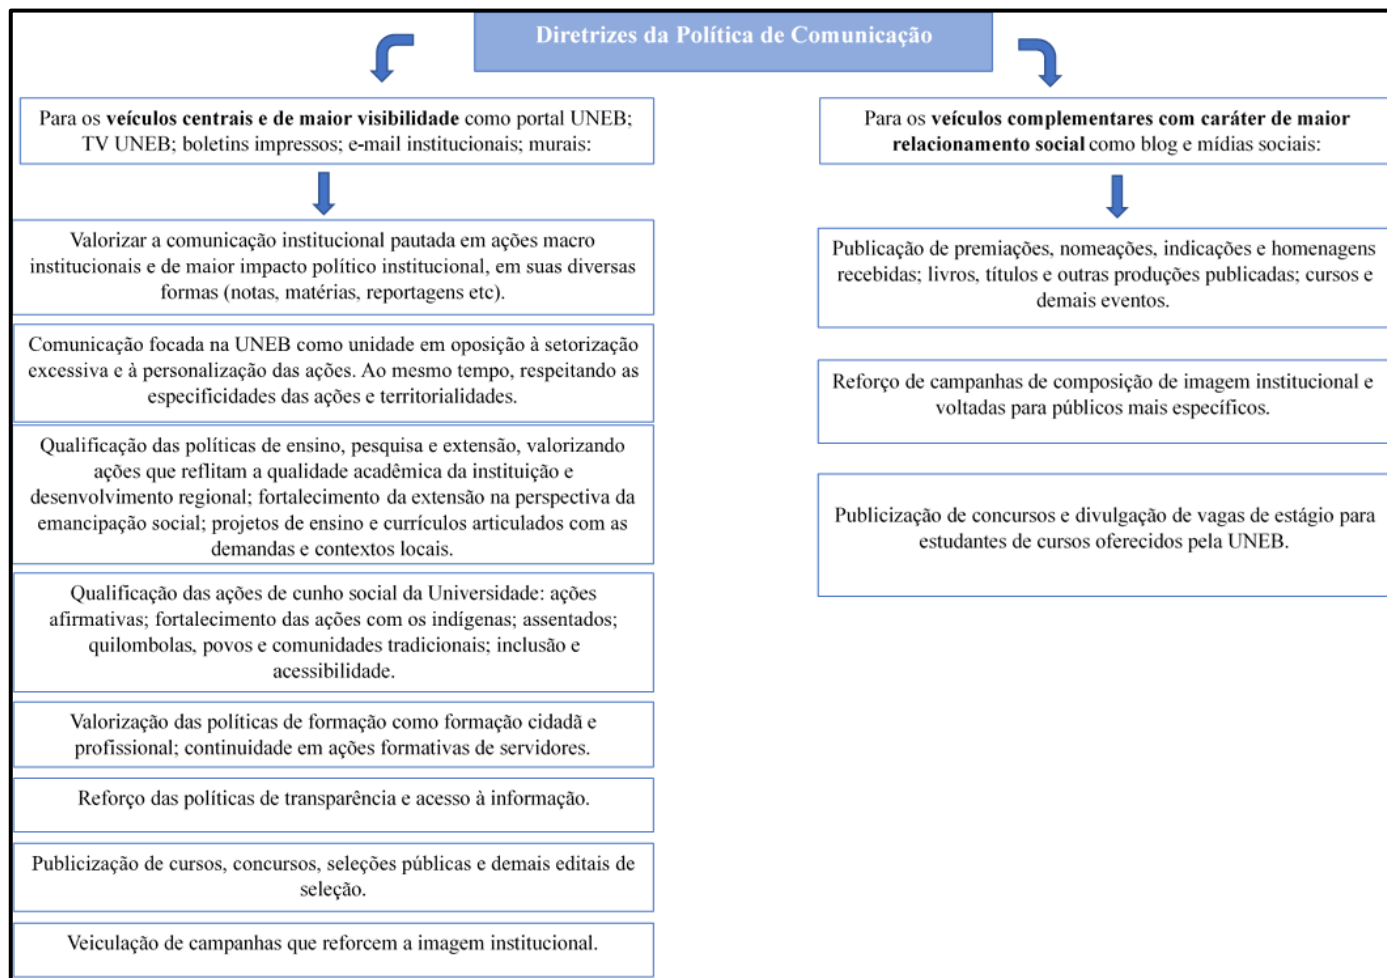 Diretrizes da Política de Comunicação
Para os veículos centrais e de maior visibilidade como portal UNEB;
TV UNEB; boletins impressos; e-mail institucionais; murais:
Valorizar a comunicação institucional pautada em ações macro
institucionais e de maior impacto político institucional, em suas diversas
formas (notas, matérias, reportagens etc).
Comunicação focada na UNEB como unidade em oposição à setorização
excessiva e à personalização das ações. Ao mesmo tempo, respeitando as
especificidades das ações e territorialidades.
Qualificação das políticas de ensino, pesquisa e extensão, valorizando
ações que reflitam a qualidade acadêmica da instituição e
desenvolvimento regional; fortalecimento da extensão na perspectiva da
emancipação social; projetos de ensino e currículos articulados com as
demandas e contextos locais.
Qualificação das ações de cunho social da Universidade: ações
afirmativas; fortalecimento das ações com os indígenas; assentados;
quilombolas, povos e comunidades tradicionais; inclusão e
acessibilidade.
Valorização das políticas de formação como formação cidadã e
profissional; continuidade em ações formativas de servidores.
Reforço das políticas de transparência e acesso à informação.
Publicização de cursos, concursos, seleções públicas e demais editais de
seleção.
Veiculação de campanhas que reforcem a imagem institucional.
Para os veículos complementares com caráter de maior
relacionamento social como blog e mídias sociais:
Publicação de premiações, nomeações, indicações e homenagens
recebidas; livros, títulos e outras produções publicada; cursos e
demais eventos.
Reforço de campanhas de composição de imagem institucional e
voltadas para públicos mais específicos.
Publicização de concursos e divulgação de vagas de estágio para
estudantes de cursos oferecidos pela UNEB.